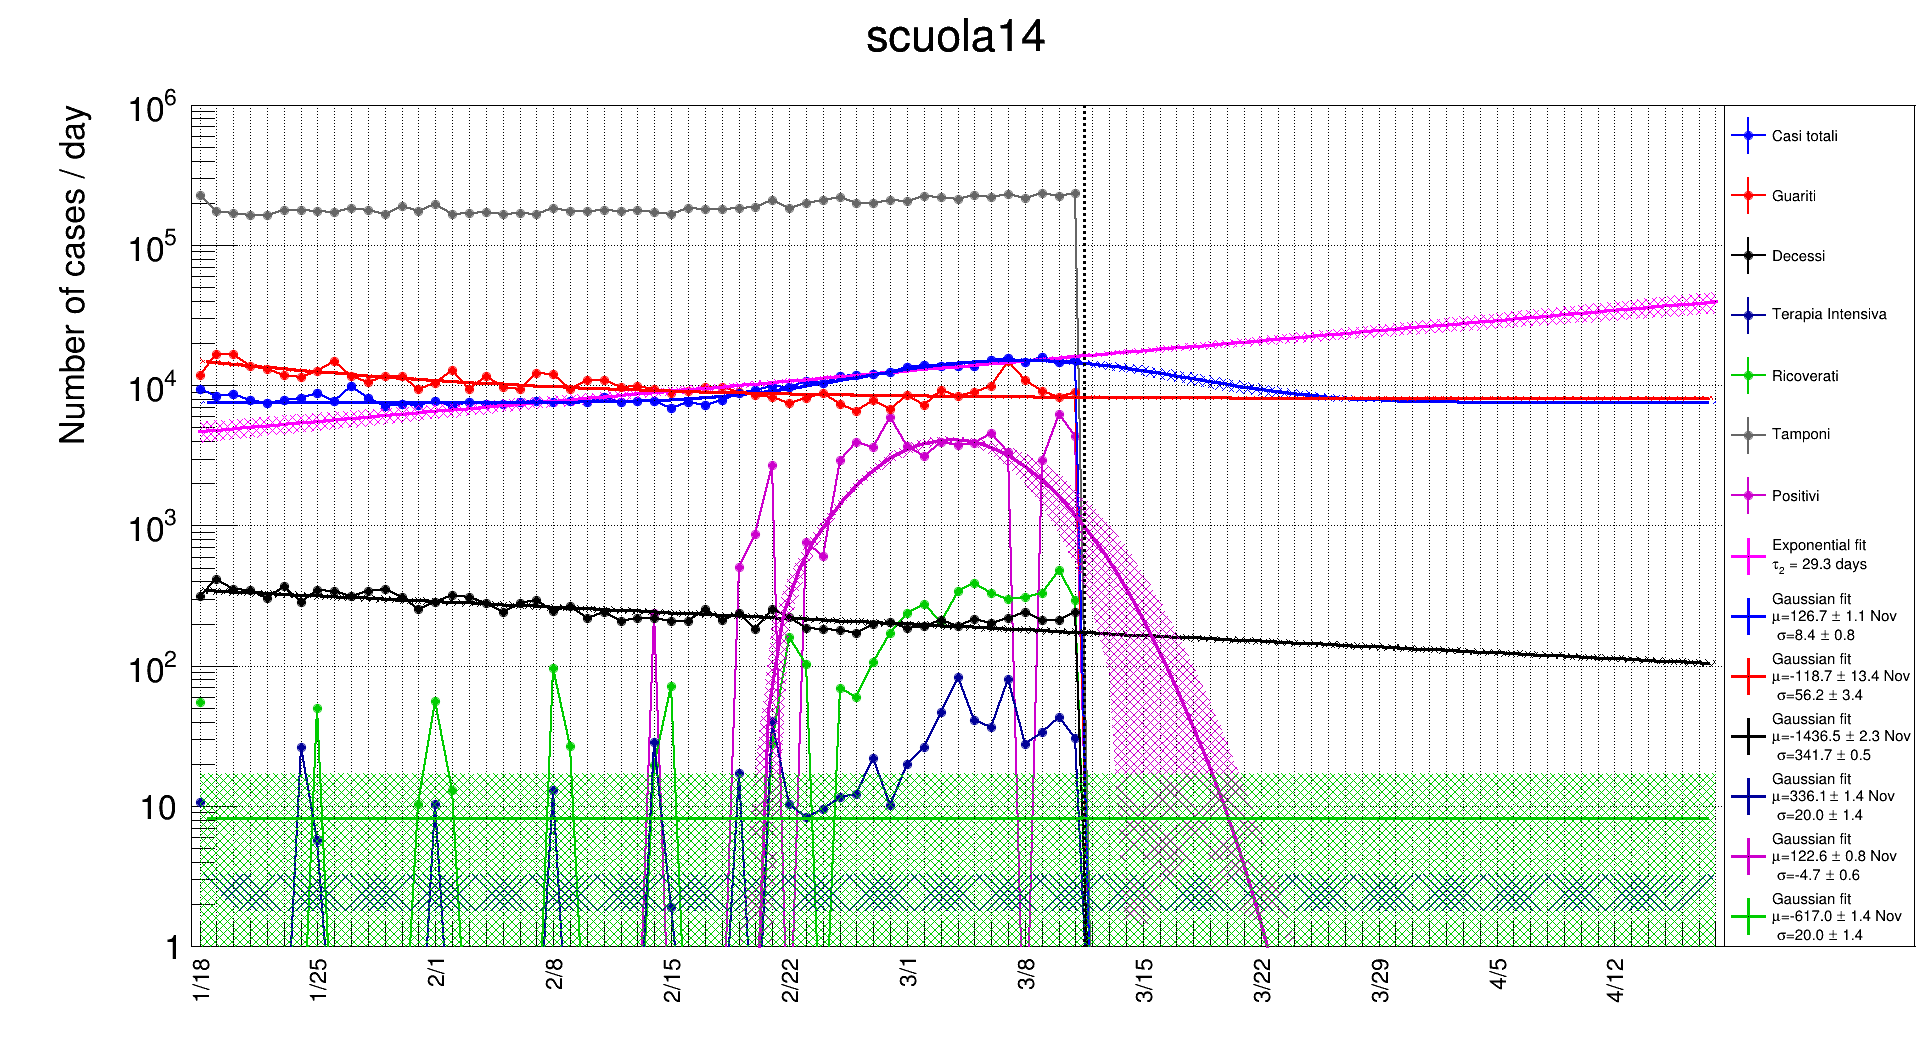 scuola14
Number of cases / day
10^6
10^5
10^4
10^3
10^2
10
1
1/18
1/25
2/1
2/8
2/15
2/22
3/1
3/8
3/15
3/22
3/29
4/5
4/12
Casi totali
Guariti
Decessi
Terapia Intensiva
Ricoverati
Tamponi
Positivi
Exponential fit
τ₂ = 29.3 days
Gaussian fit
μ=126.7 ± 1.1 Nov
σ=8.4 ± 0.8
Gaussian fit
μ=-118.7 ± 13.4 Nov
σ=56.2 ± 3.4
Gaussian fit
μ=-1436.5 ± 2.3 Nov
σ=341.7 ± 0.5
Gaussian fit
μ=336.1 ± 1.4 Nov
σ=20.0 ± 1.4
Gaussian fit
μ=122.6 ± 0.8 Nov
σ=-4.7 ± 0.6
Gaussian fit
μ=-617.0 ± 1.4 Nov
σ=20.0 ± 1.4